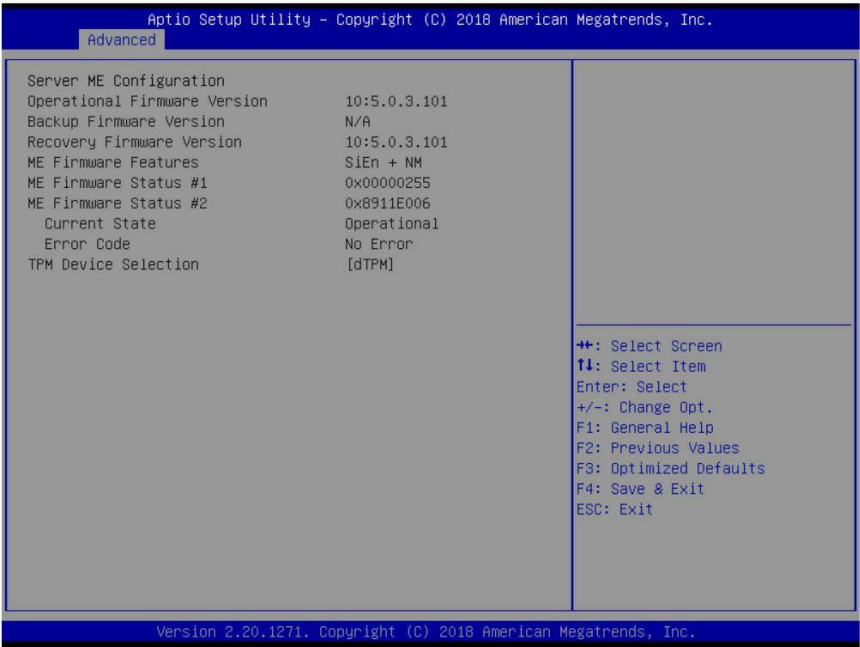 Aptio Setup Utility – Copyright (C) 2018 American Megatrends, Inc.
Advanced
Server ME Configuration
Operational Firmware Version 10:5.0.3.101
Backup Firmware Version N/A
Recovery Firmware Version 10:5.0.3.101
ME Firmware Features SiEn + NM
ME Firmware Status #1 0x00000255
ME Firmware Status #2 0x8911E006
Current State Operational
Error Code No Error
TPM Device Selection [dTPM]
→←: Select Screen
↑↓: Select Item
Enter: Select
+/-: Change Opt.
F1: General Help
F2: Previous Values
F3: Optimized Defaults
F4: Save & Exit
ESC: Exit
Version 2.20.1271. Copyright (C) 2018 American Megatrends, Inc.